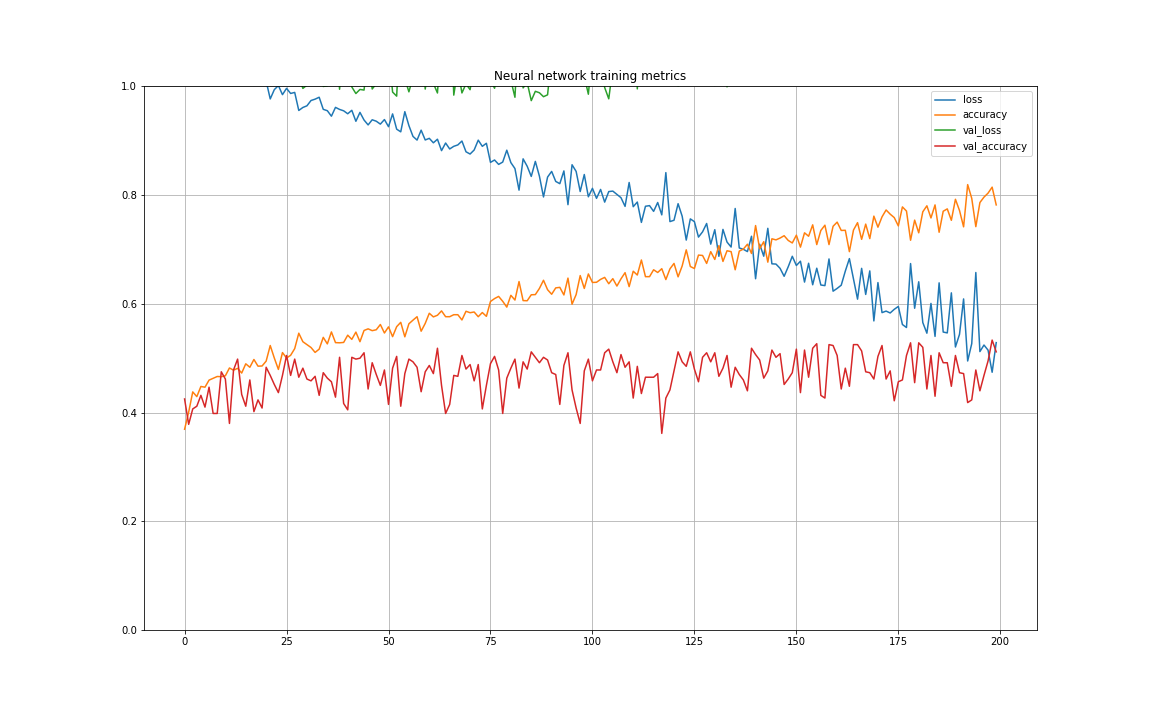 Neural network training metrics
1.0
0.8
0.6
0.4
0.2
0.0
loss
accuracy
val_loss
val_accuracy
0 25 50 75 100 125 150 175 200